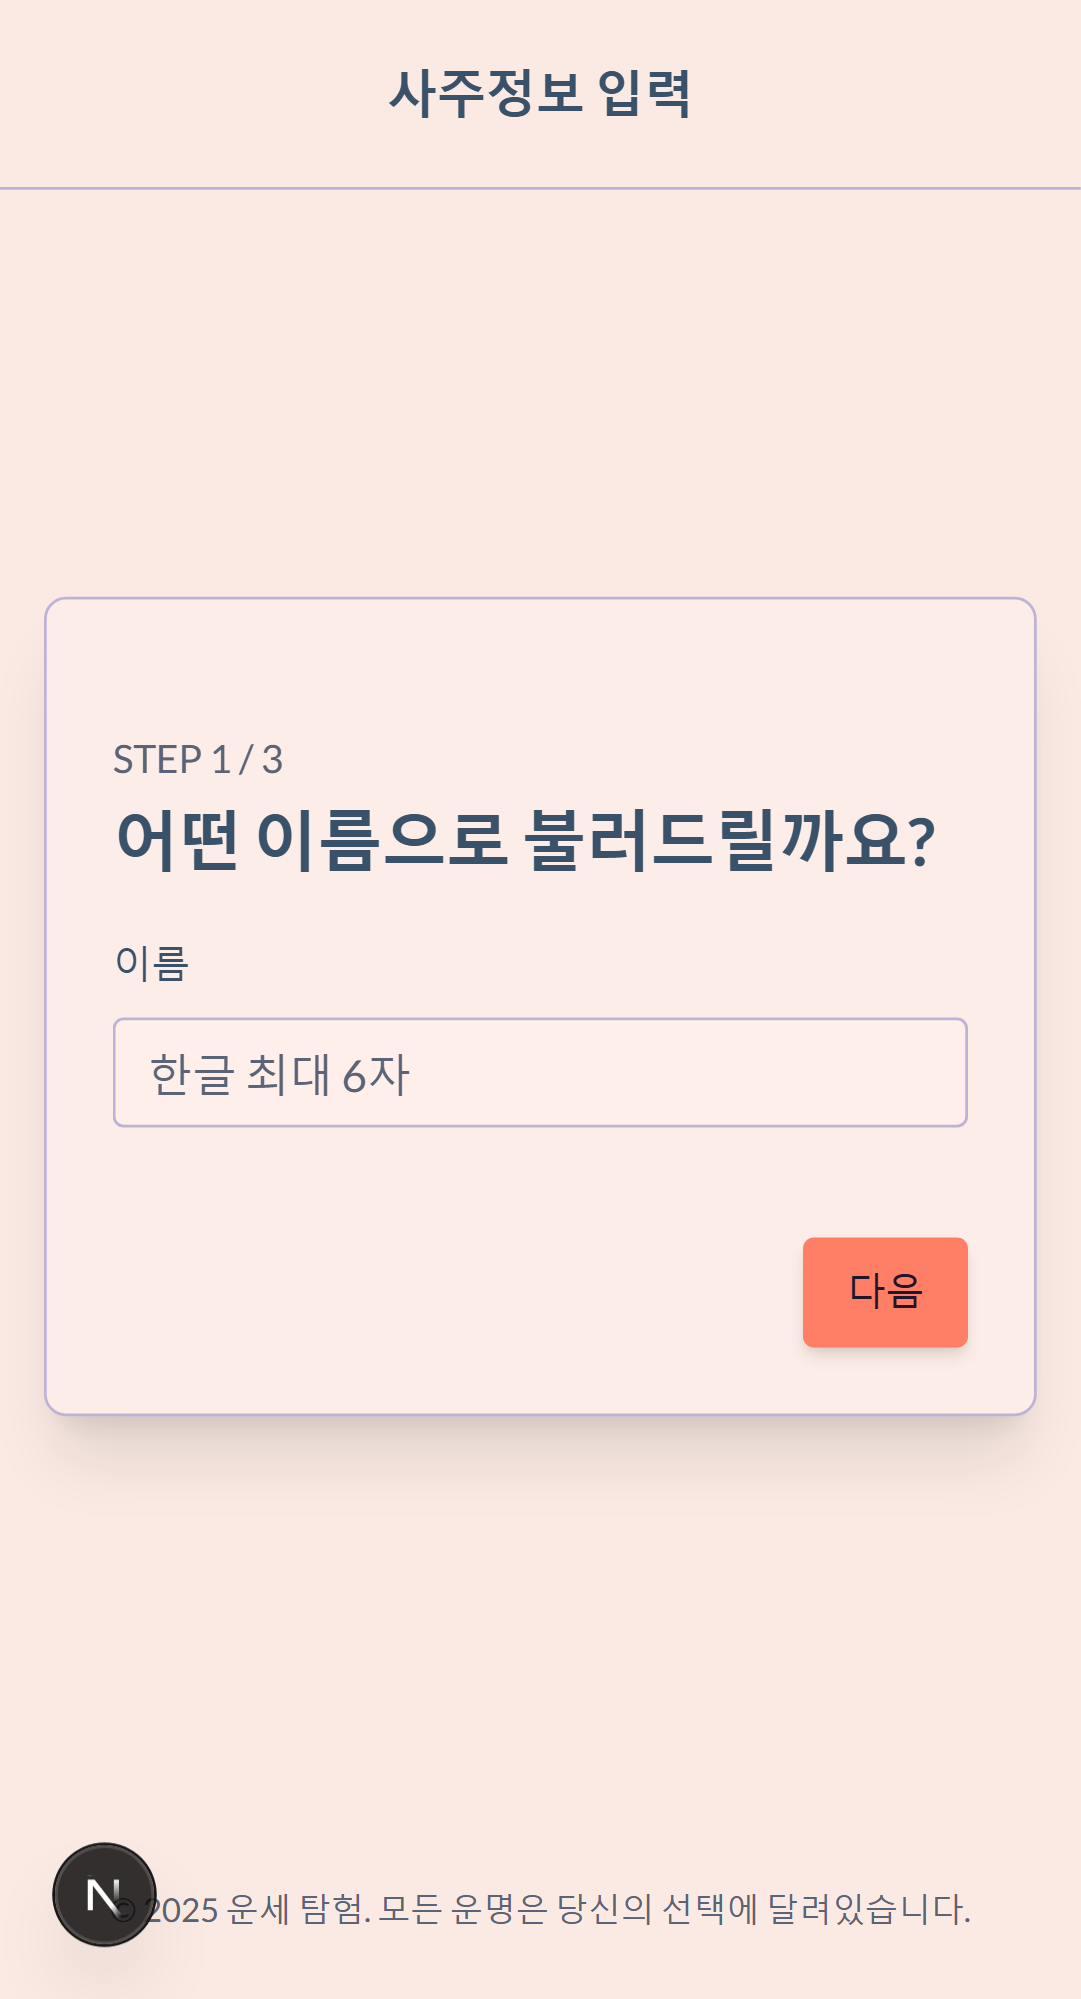 사주정보 입력
STEP 1 / 3
어떤 이름으로 불러드릴까요?
이름
한글 최대 6자
다음
N
© 2025 운세 탐험. 모든 운명은 당신의 선택에 달려있습니다.